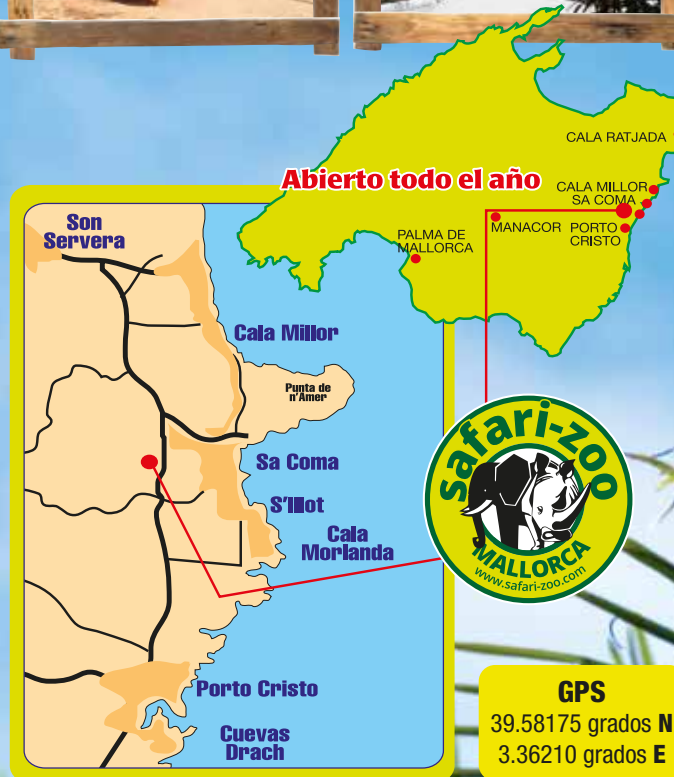 CALA RATJADA
Abierto todo el año
CALA MILLOR
SA COMA
MANACOR
PORTO
CRISTO
PALMA DE
MALLORCA
Son
Servera
Cala Millor
Punta de
n'Amer
Sa Coma
S'Illot
Cala
Morlanda
Porto Cristo
Cuevas
Drach
safari-zoo
MALLORCA
www.safari-zoo.com
GPS
39.58175 grados N
3.36210 grados E